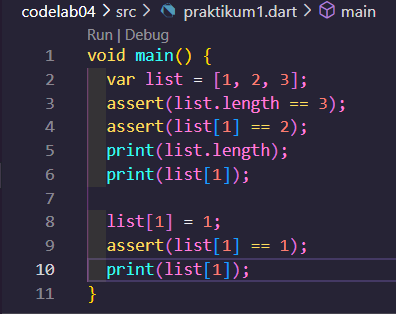 codelab04 > src > praktikum1.dart > main
Run | Debug
1 void main() {
2   var list = [1, 2, 3];
3   assert(list.length == 3);
4   assert(list[1] == 2);
5   print(list.length);
6   print(list[1]);
7
8   list[1] = 1;
9   assert(list[1] == 1);
10   print(list[1]);
11 }